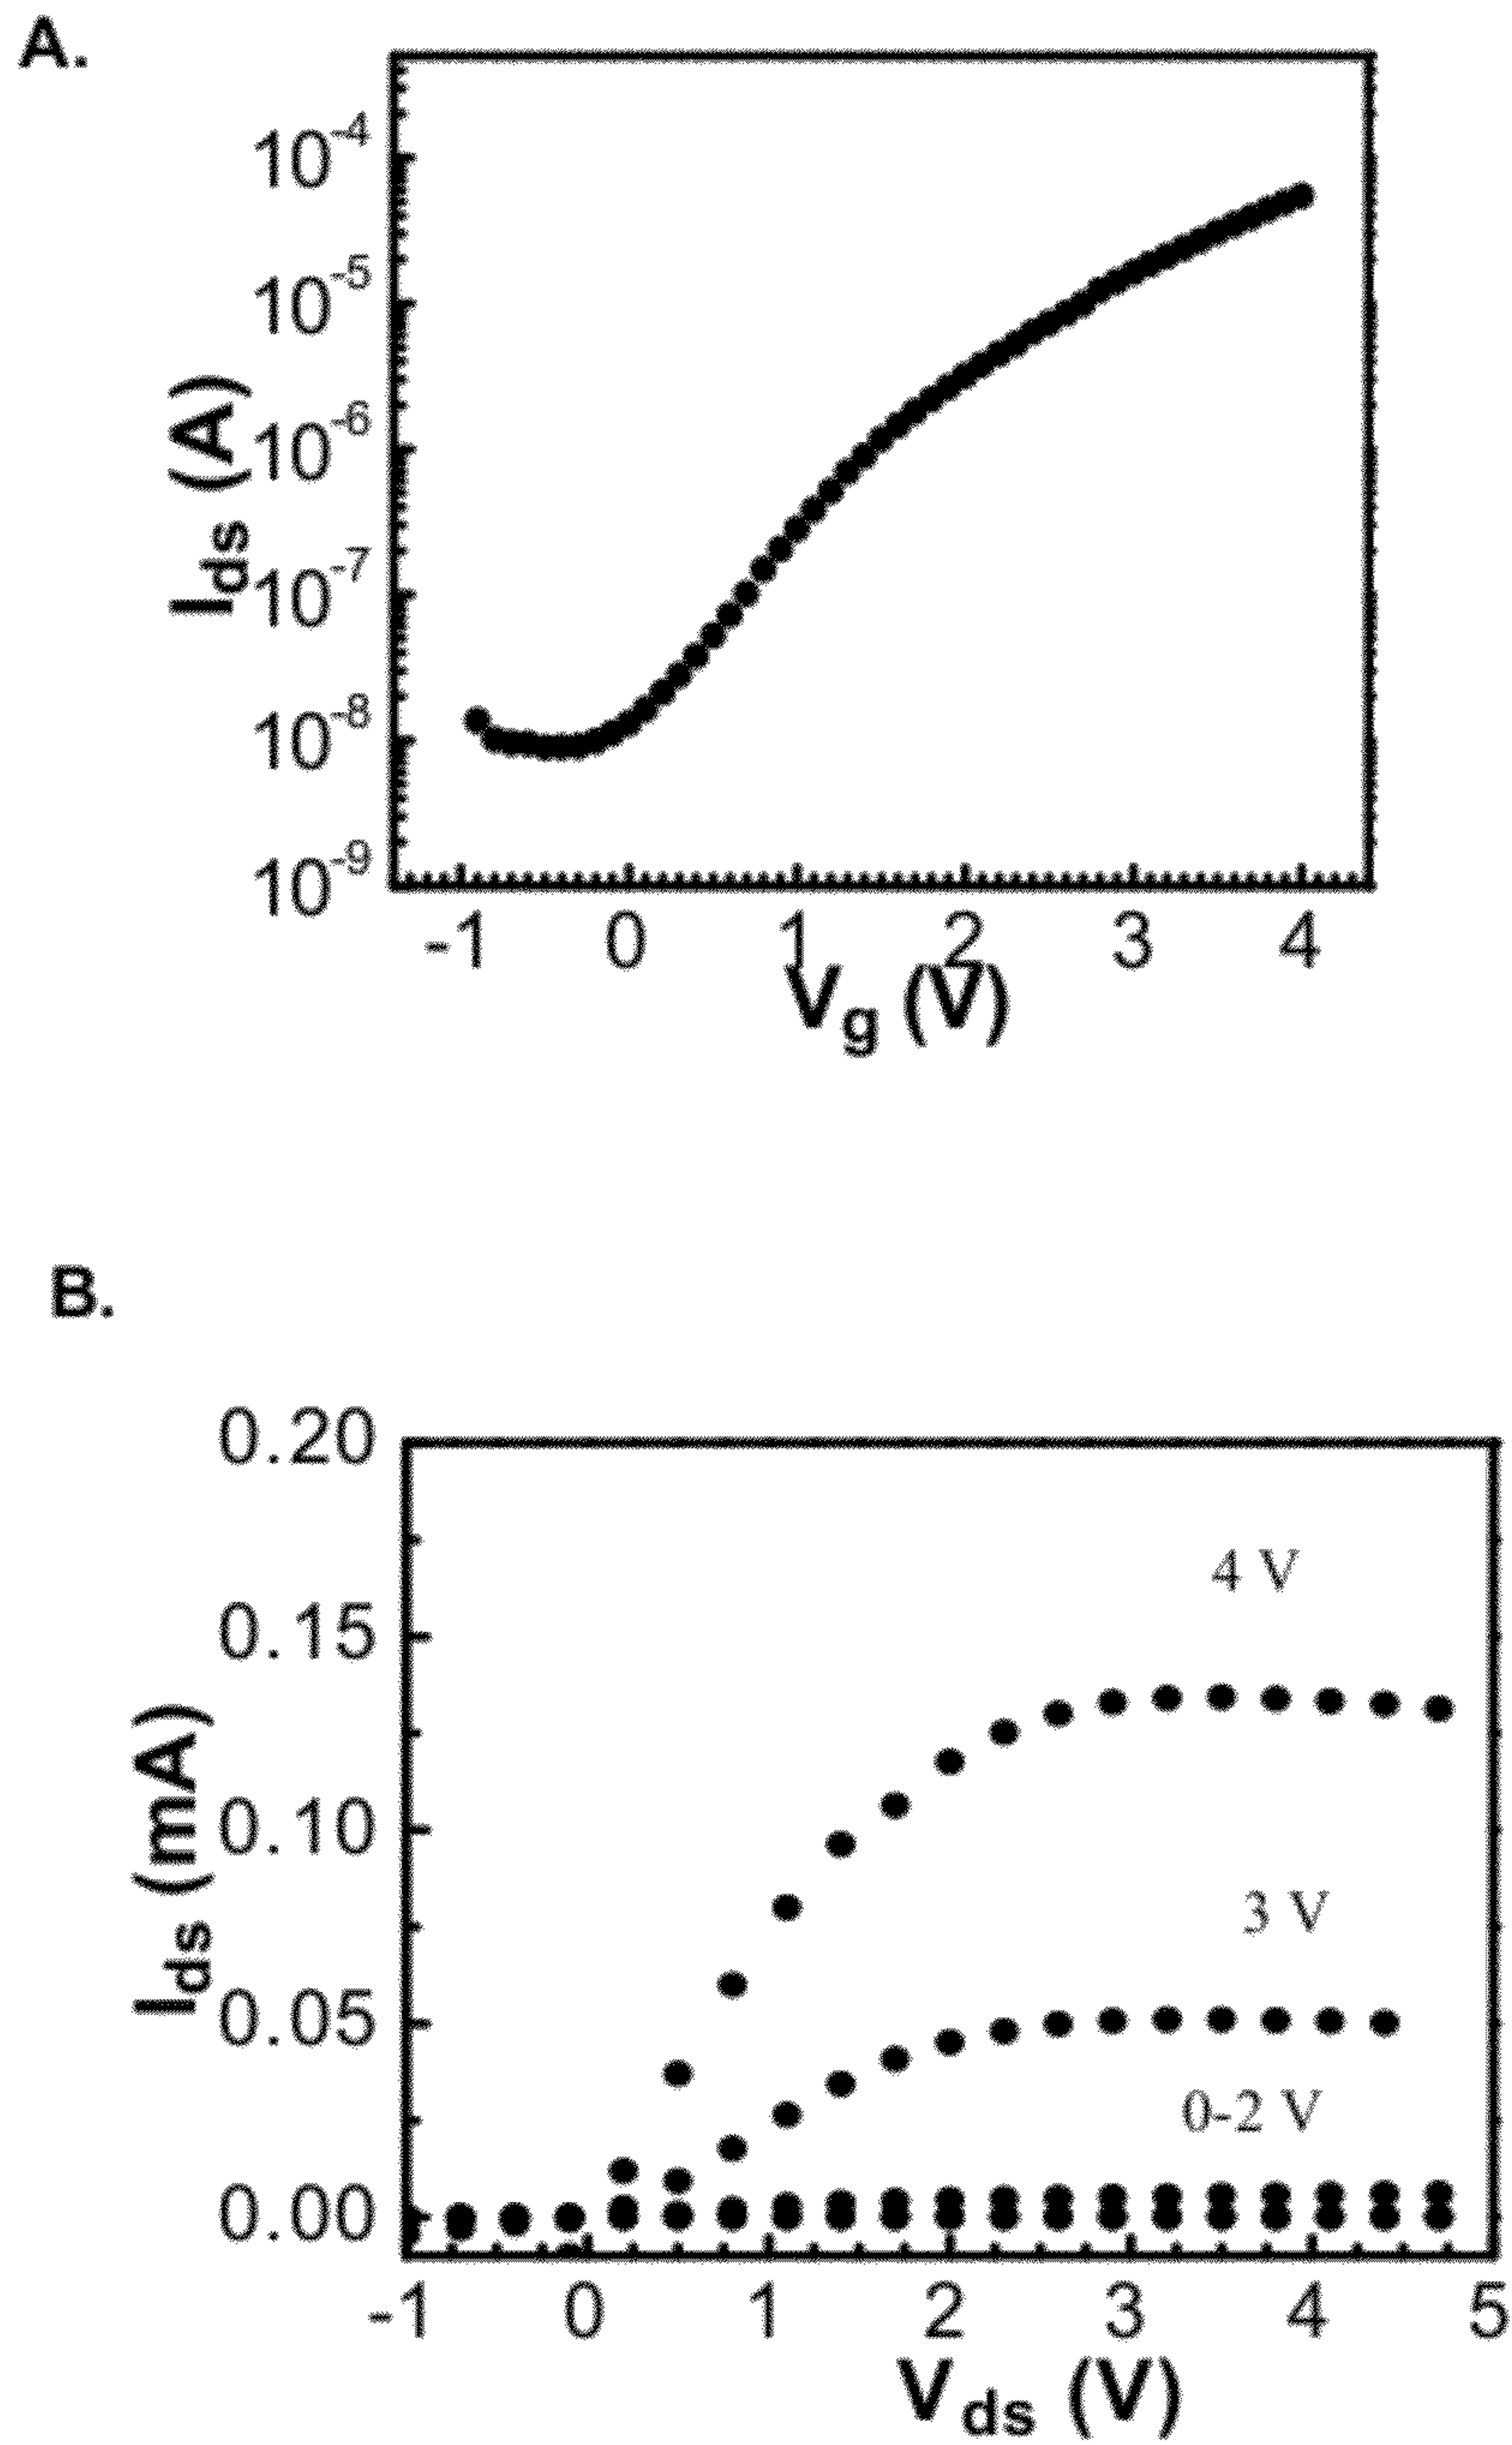 A.
10-4
10-5
10-6
10-7
10-8
10-9
Ids (A)
-1 0 1 2 3 4
Vg (V)
B.
0.20
0.15
0.10
0.05
0.00
Ids (mA)
4 V
3 V
0-2 V
-1 0 1 2 3 4 5
Vds (V)